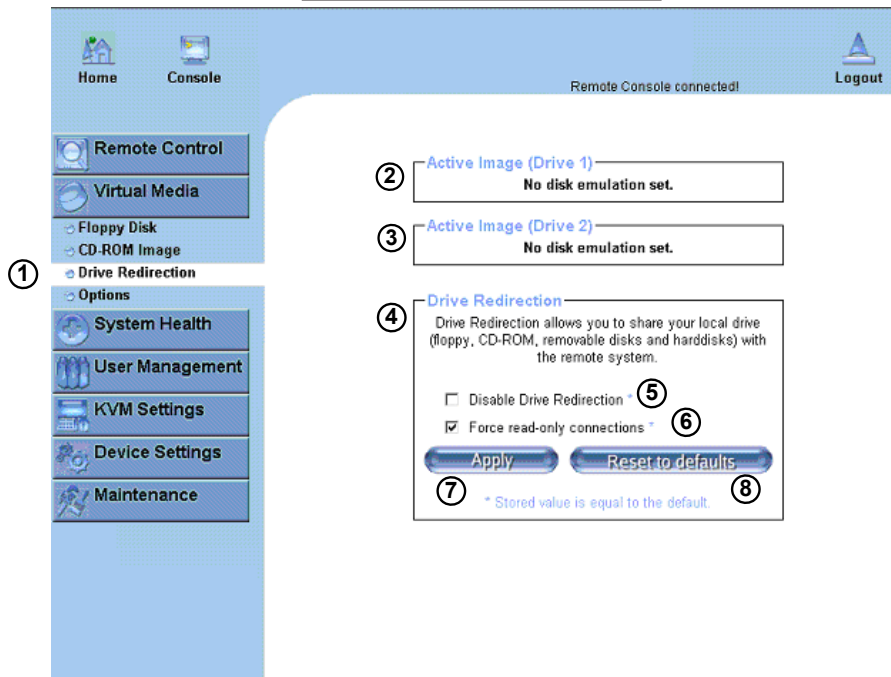 Home
Console
Remote Console connected!
Logout
Remote Control
Virtual Media
Floppy Disk
CD-ROM Image
1
Drive Redirection
Options
System Health
User Management
KVM Settings
Device Settings
Maintenance
2
Active Image (Drive 1)
No disk emulation set.
3
Active Image (Drive 2)
No disk emulation set.
4
Drive Redirection
Drive Redirection allows you to share your local drive
(floppy, CD-ROM, removable disks and harddisks) with
the remote system.
Disable Drive Redirection *
5
Force read-only connections *
6
Apply
Reset to defaults
7
8
* Stored value is equal to the default.